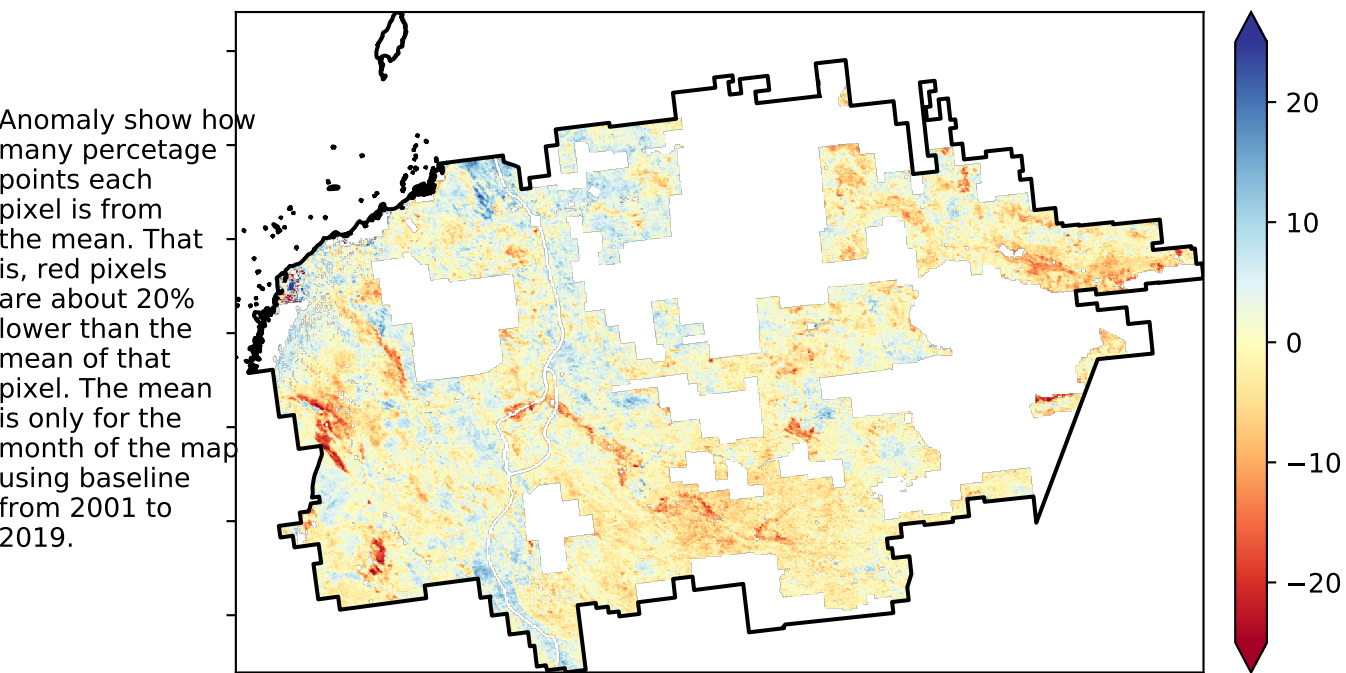 Anomaly show how
many percetage
points each
pixel is from
the mean. That
is, red pixels
are about 20%
lower than the
mean of that
pixel. The mean
is only for the
month of the map
using baseline
from 2001 to
2019.
20
10
0
−10
−20